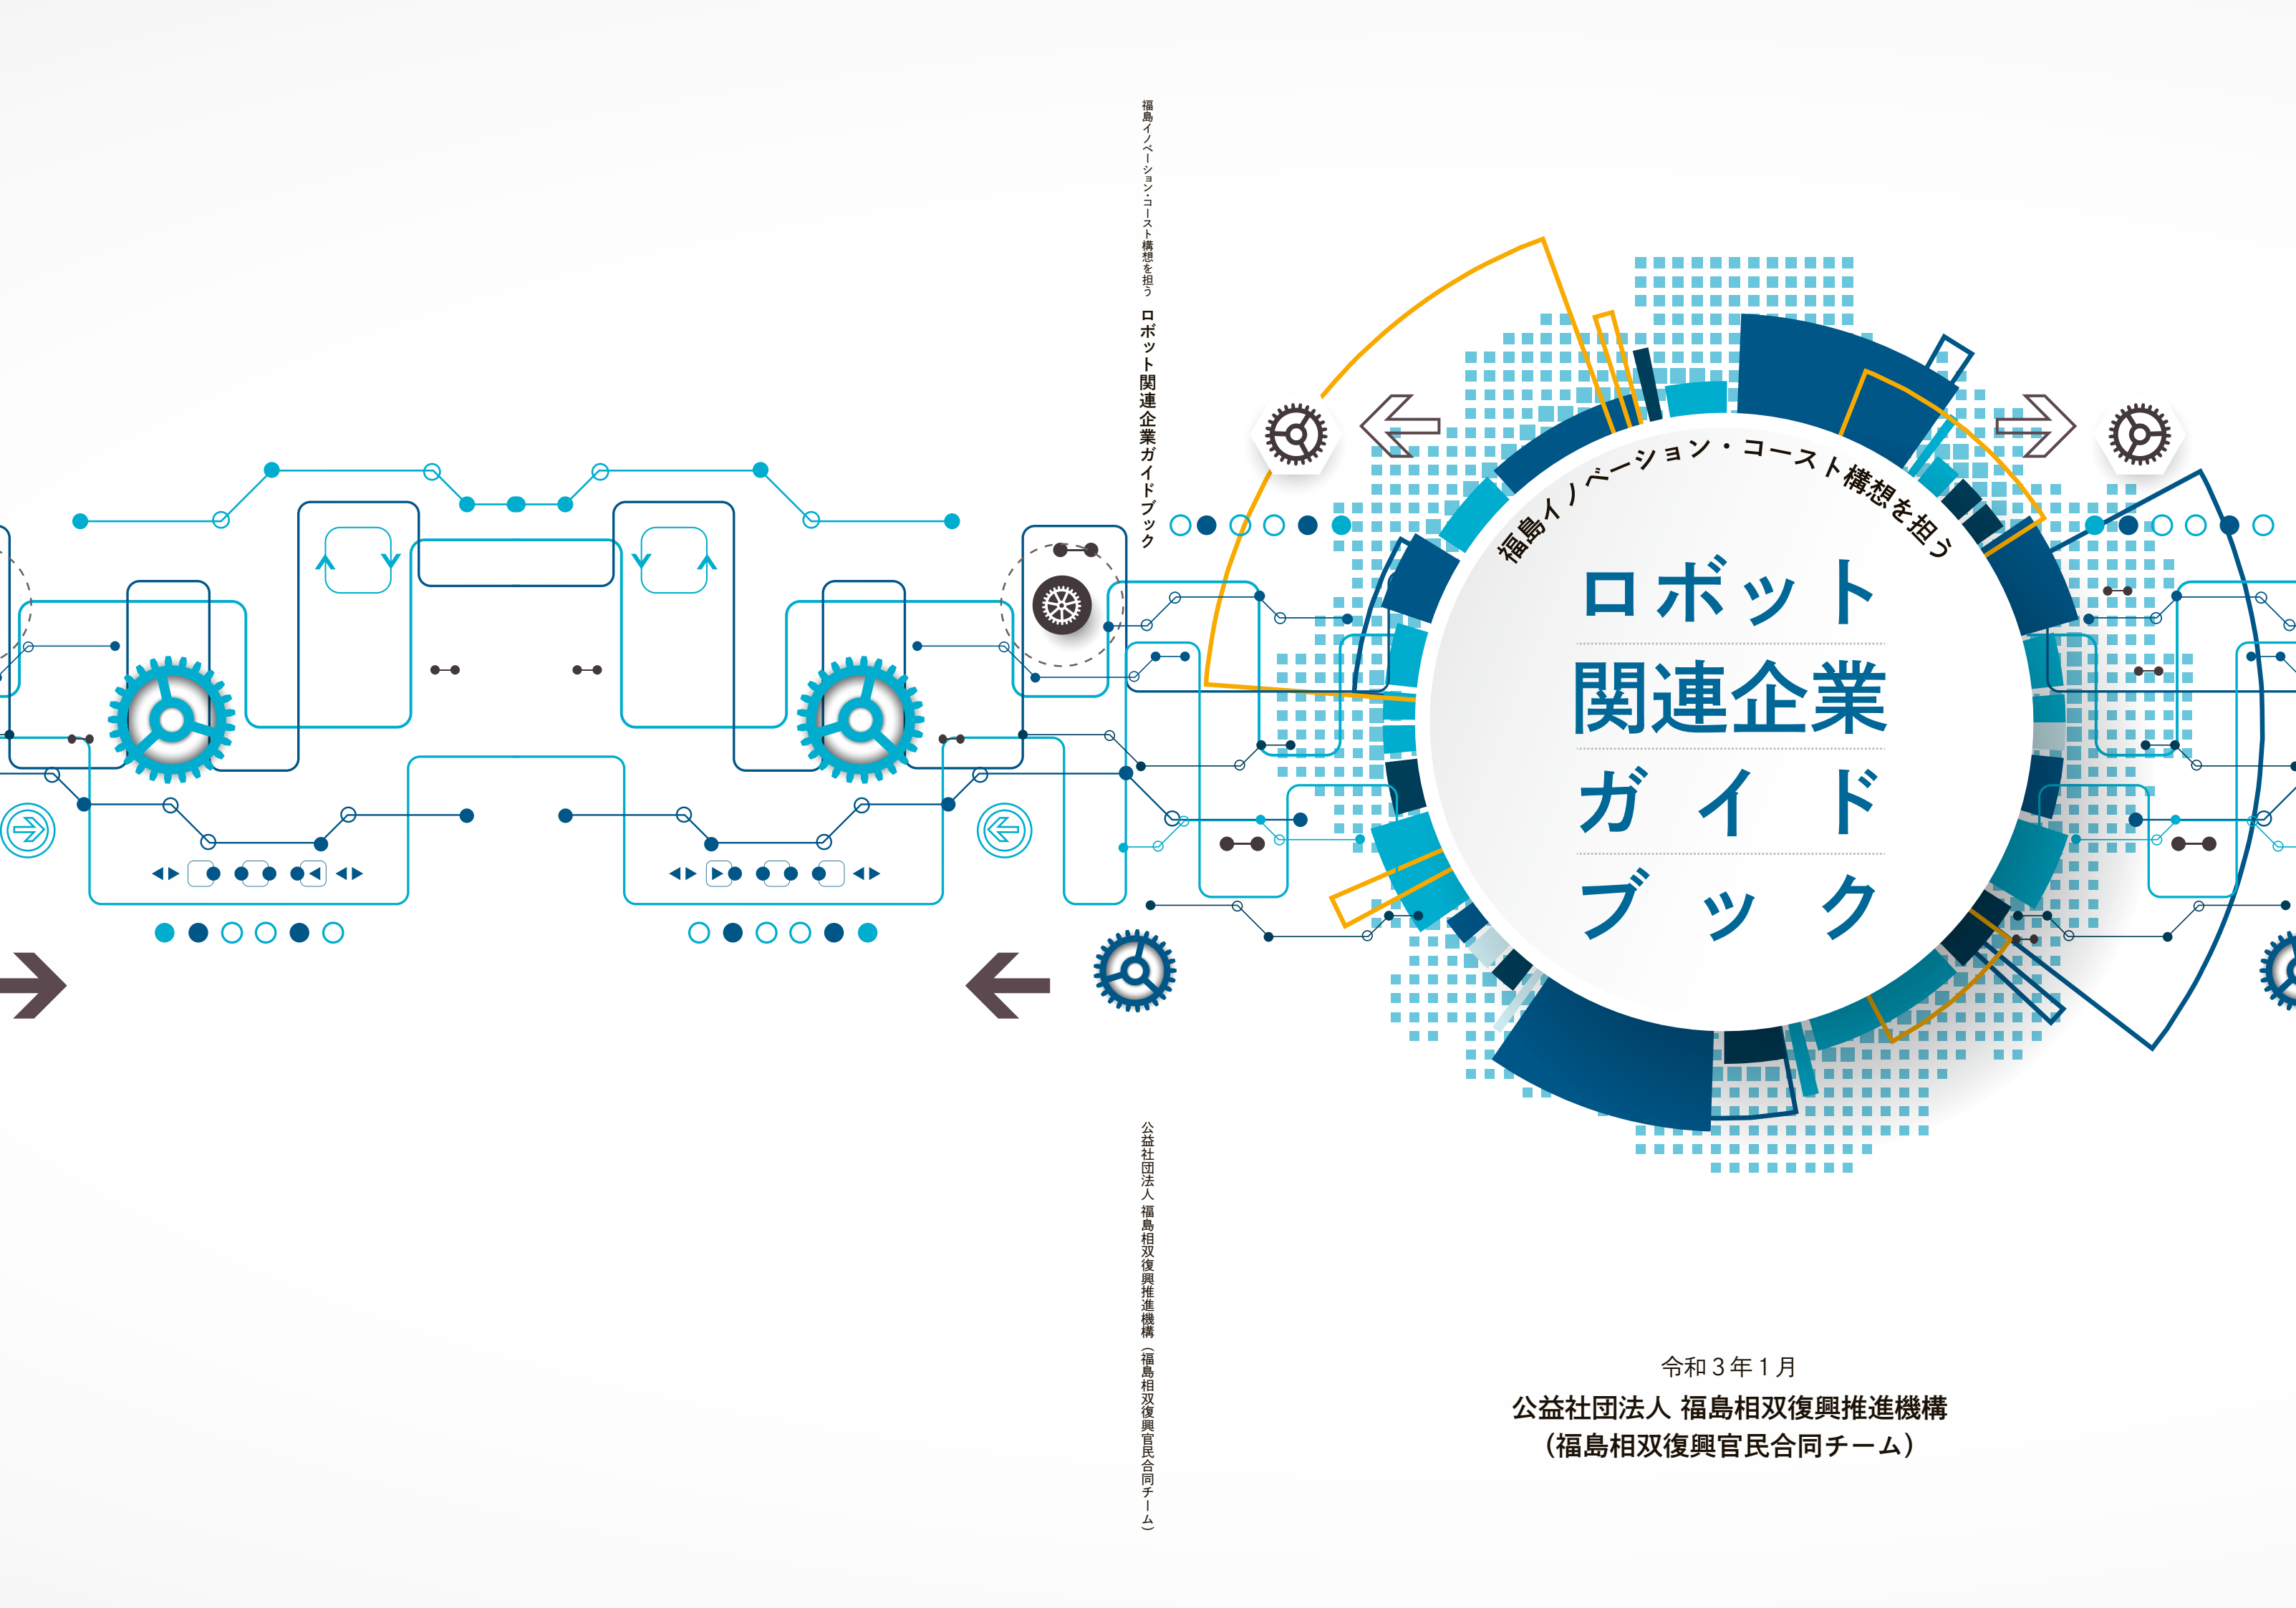 福島イノベーション・コースト構想を担う ロボット関連企業ガイドブック
公益社団法人 福島相双復興推進機構（福島相双復興官民合同チーム）
福島イノベーション・コースト構想を担う
ロボット
関連企業
ガイド
ブック
令和3年1月
公益社団法人 福島相双復興推進機構
（福島相双復興官民合同チーム）